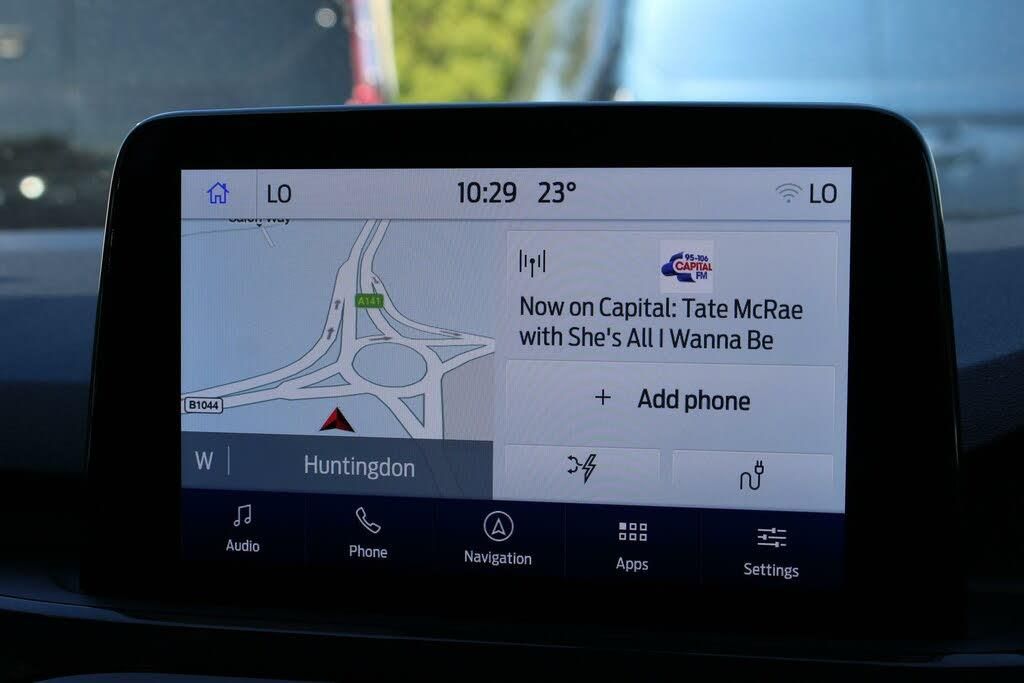 LO
10:29 23°
LO
Way
A141
B1044
W
Huntingdon
95-106
CAPITAL
FM
Now on Capital: Tate McRae
with She's All I Wanna Be
+ Add phone
Audio
Phone
Navigation
Apps
Settings